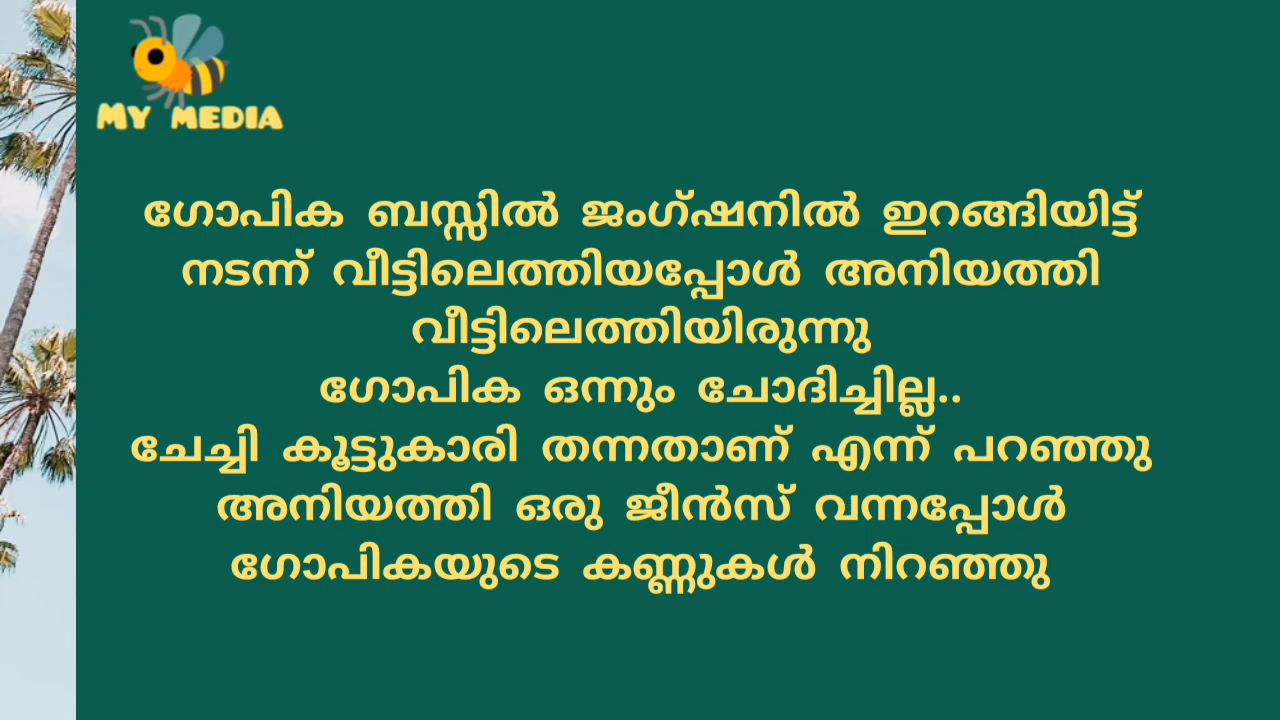 My MEDIA
ഗോപിക ബസ്സിൽ ജംഗ്ഷനിൽ ഇറങ്ങിയിട്ട്
നടന്ന് വീട്ടിലെത്തിയപ്പോൾ അനിയത്തി
വീട്ടിലെത്തിയിരുന്നു
ഗോപിക ഒന്നും ചോദിച്ചില്ല..
ചേച്ചി കൂട്ടുകാരി തന്നതാണ് എന്ന് പറഞ്ഞു
അനിയത്തി ഒരു ജീൻസ് വന്നപ്പോൾ
ഗോപികയുടെ കണ്ണുകൾ നിറഞ്ഞു